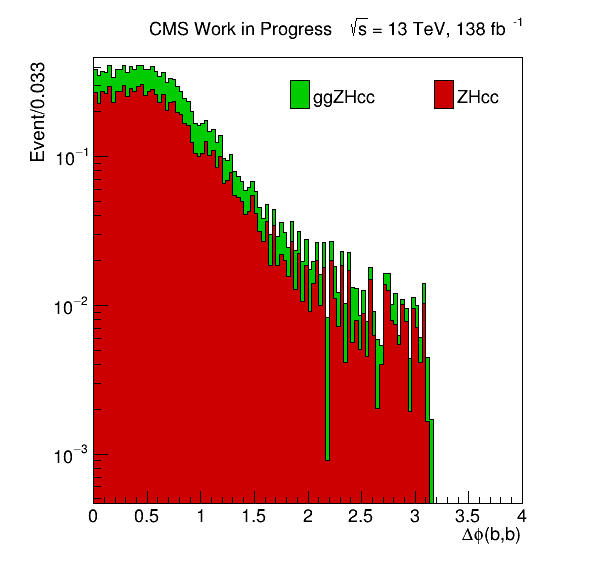 CMS Work in Progress √s = 13 TeV, 138 fb⁻¹
Event/0.033
ggZHcc ZHcc
10⁻¹
10⁻²
10⁻³
0 0.5 1 1.5 2 2.5 3 3.5 4
Δϕ(b,b)